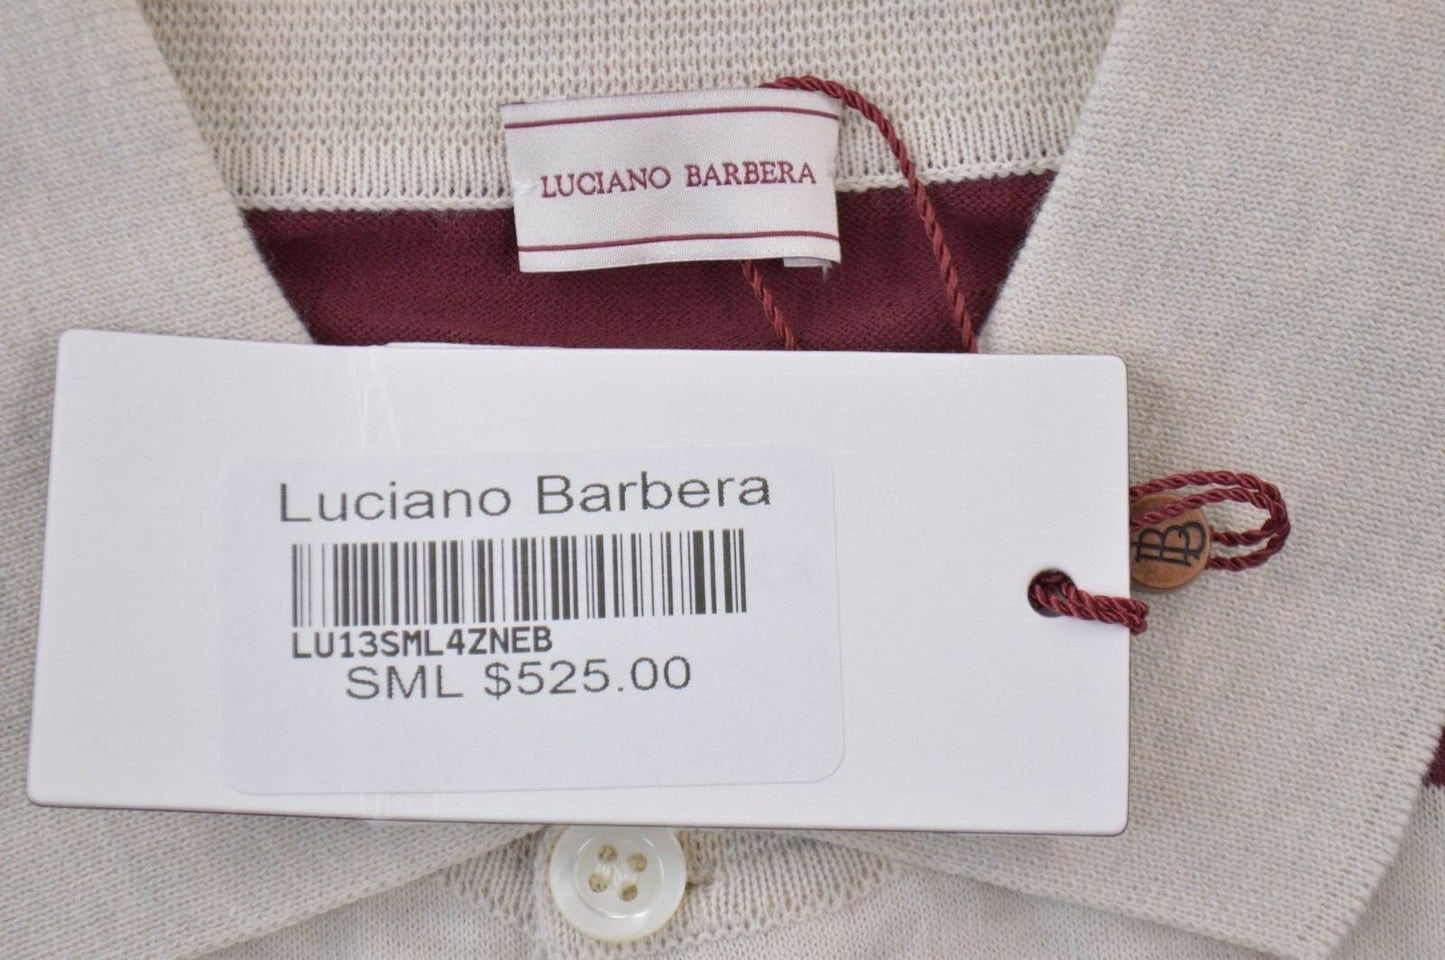 LUCIANO BARBERA
Luciano Barbera
LU13SML4ZNEB
SML $525.00